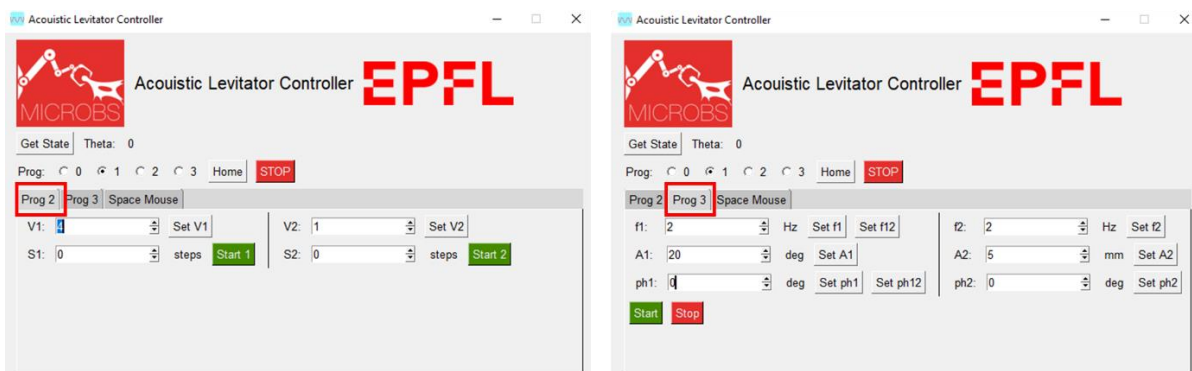 Acouistic Levitator Controller
MICROBS
Acouistic Levitator Controller EPFL
Get State Theta: 0
Prog: 0 1 2 3 Home STOP
Prog 2 Prog 3 Space Mouse
V1: 4 Set V1 V2: 1 Set V2
S1: 0 steps Start 1 S2: 0 steps Start 2
Acouistic Levitator Controller
MICROBS
Acouistic Levitator Controller EPFL
Get State Theta: 0
Prog: 0 1 2 3 Home STOP
Prog 2 Prog 3 Space Mouse
f1: 2 Hz Set f1 Set f12 f2: 2 Hz Set f2
A1: 20 deg Set A1 A2: 5 mm Set A2
ph1: 0 deg Set ph1 Set ph12 ph2: 0 deg Set ph2
Start Stop